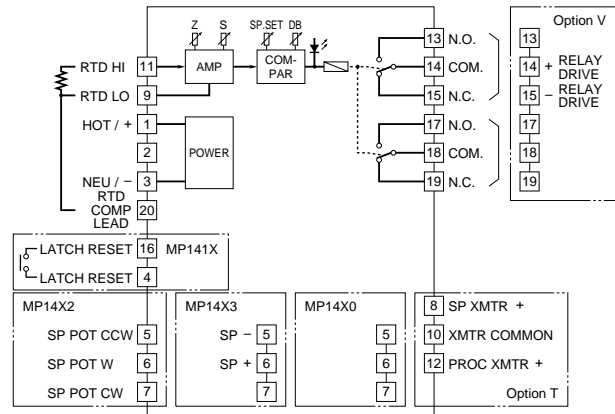 Option V
Z S SP.SET DB
RTD HI 11 AMP COM-
PAR
13 N.O.
14 COM.
15 N.C.
13
14 + RELAY
DRIVE
15 – RELAY
DRIVE
17
18
19
RTD LO 9
HOT / + 1
2
POWER
NEU / – 3
RTD
COMP
LEAD
20
17 N.O.
18 COM.
19 N.C.
LATCH RESET 16 MP141X
LATCH RESET 4
MP14X2
SP POT CCW 5
SP POT W 6
SP POT CW 7
MP14X3
SP – 5
SP + 6
7
MP14X0
5
6
7
8 SP XMTR +
10 XMTR COMMON
12 PROC XMTR +
Option T